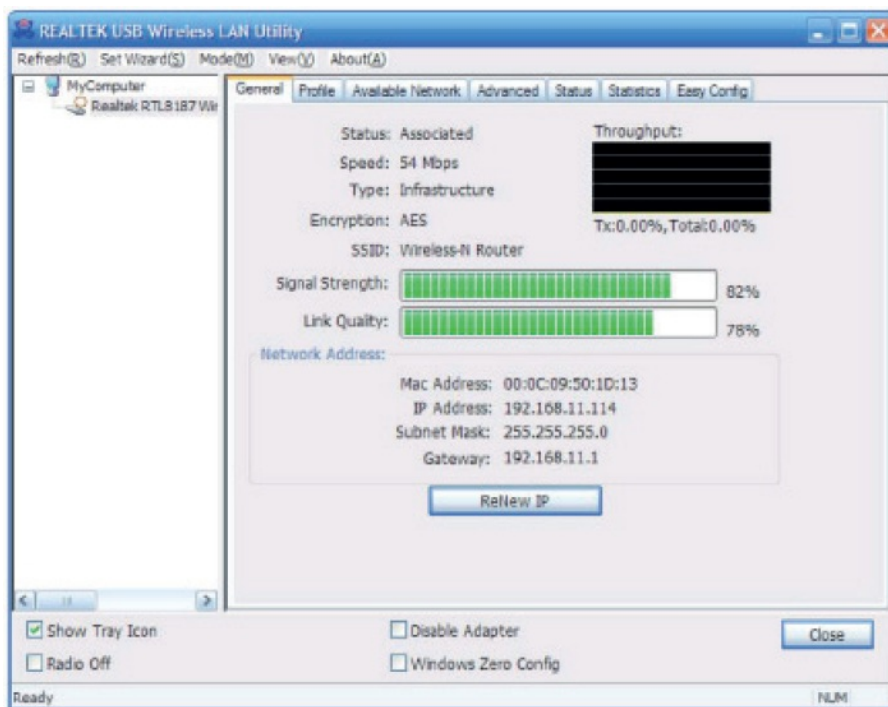 REALTEK USB Wireless LAN Utility
Refresh(R) Set Wizard(S) Mode(M) View(V) About(A)
MyComputer
Realtek RTL8187 Wir
General Profile Available Network Advanced Status Statistics Easy Config
Status: Associated
Speed: 54 Mbps
Type: Infrastructure
Encryption: AES
SSID: Wireless-N Router
Throughput:
Tx:0.00%,Total:0.00%
Signal Strength: 82%
Link Quality: 78%
Network Address:
Mac Address: 00:0C:09:50:1D:13
IP Address: 192.168.11.114
Subnet Mask: 255.255.255.0
Gateway: 192.168.11.1
ReNew IP
Show Tray Icon
Radio Off
Disable Adapter
Windows Zero Config
Close
Ready
NUM